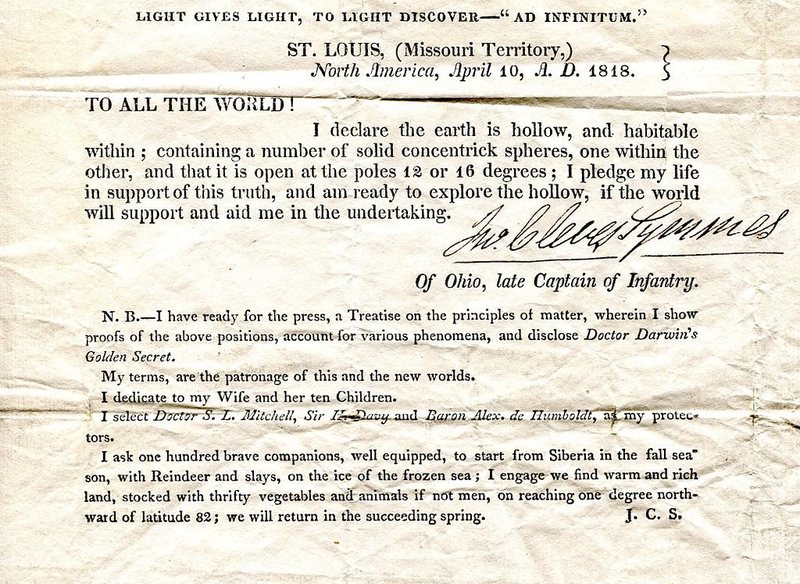 LIGHT GIVES LIGHT, TO LIGHT DISCOVER—“AD INFINITUM.”
ST. LOUIS, (Missouri Territory,)
North America, April 10, A. D. 1818.
TO ALL THE WORLD!
I declare the earth is hollow, and habitable
within; containing a number of solid concentrick spheres, one within the
other, and that it is open at the poles 12 or 16 degrees; I pledge my life
in support of this truth, and am ready to explore the hollow, if the world
will support and aid me in the undertaking.
Jno. Cleves Symmes
Of Ohio, late Captain of Infantry.
N. B.—I have ready for the press, a Treatise on the principles of matter, wherein I show
proofs of the above positions, account for various phenomena, and disclose Doctor Darwin's
Golden Secret.
My terms, are the patronage of this and the new worlds.
I dedicate to my Wife and her ten Children.
I select Doctor S. L. Mitchell, Sir H. Davy and Baron Alex. de Humboldt, as my protec-
tors.
I ask one hundred brave companions, well equipped, to start from Siberia in the fall sea-
son, with Reindeer and slays, on the ice of the frozen sea; I engage we find warm and rich
land, stocked with thrifty vegetables and animals if not men, on reaching one degree north-
ward of latitude 82; we will return in the succeeding spring. J. C. S.